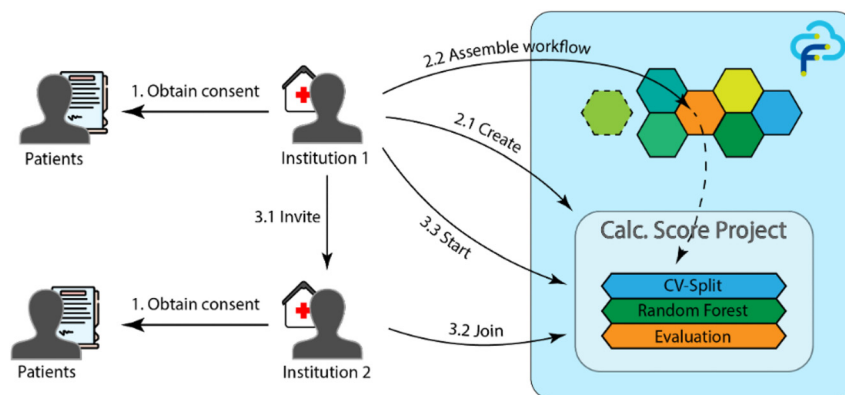 2.2 Assemble workflow
1. Obtain consent
Patients
Institution 1
2.1 Create
3.1 Invite
3.3 Start
Calc. Score Project
CV-Split
Random Forest
Evaluation
1. Obtain consent
3.2 Join
Patients
Institution 2